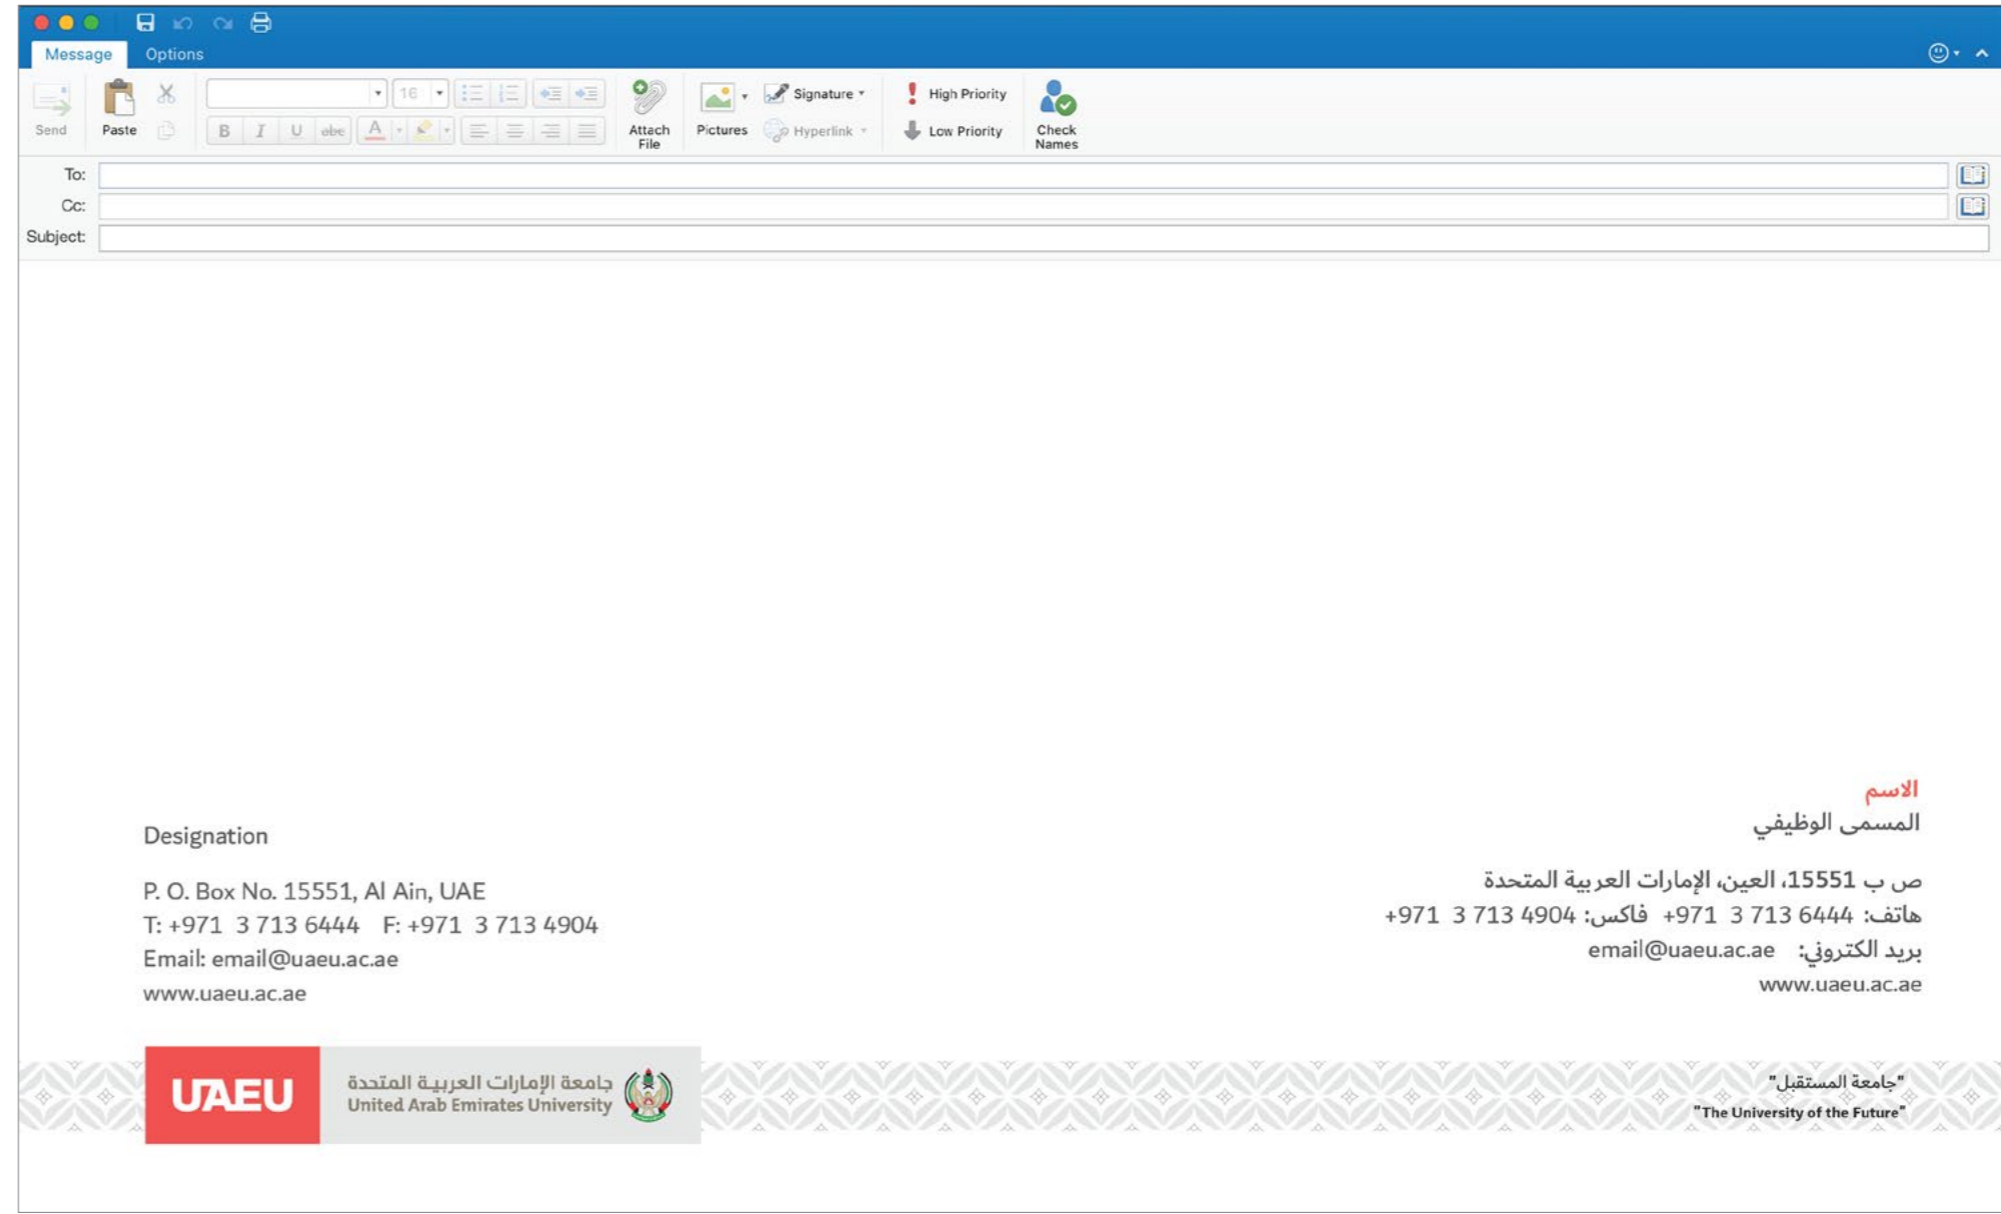 Message Options
Send Paste 16 Attach File Pictures Signature High Priority Check Names
B I U abc A Hyperlink Low Priority
To:
Cc:
Subject:
Designation
P. O. Box No. 15551, Al Ain, UAE
T: +971 3 713 6444 F: +971 3 713 4904
Email: email@uaeu.ac.ae
www.uaeu.ac.ae
الاسم
المسمى الوظيفي
ص ب 15551، العين، الإمارات العربية المتحدة
هاتف: 6444 713 3 971+ فاكس: 4904 713 3 971+
بريد الكتروني: email@uaeu.ac.ae
www.uaeu.ac.ae
UAEU
جامعة الإمارات العربية المتحدة
United Arab Emirates University
"جامعة المستقبل"
"The University of the Future"